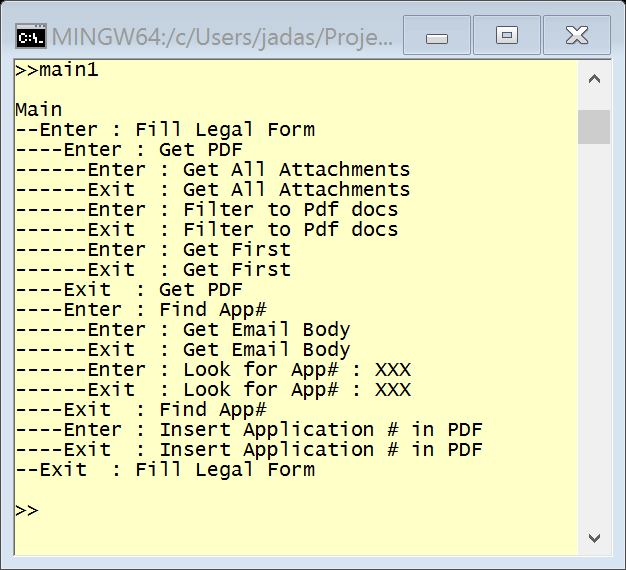 MINGW64:/c/Users/jadas/Proje...
>>main1
Main
--Enter : Fill Legal Form
----Enter : Get PDF
------Enter : Get All Attachments
------Exit  : Get All Attachments
------Enter : Filter to Pdf docs
------Exit  : Filter to Pdf docs
------Enter : Get First
------Exit  : Get First
----Exit  : Get PDF
----Enter : Find App#
------Enter : Get Email Body
------Exit  : Get Email Body
------Enter : Look for App# : XXX
------Exit  : Look for App# : XXX
----Exit  : Find App#
----Enter : Insert Application # in PDF
----Exit  : Insert Application # in PDF
--Exit  : Fill Legal Form
>>